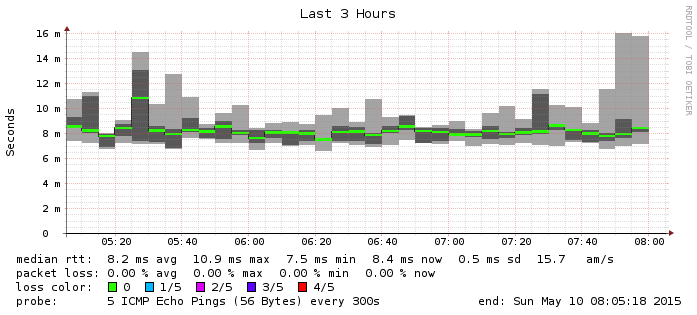 Last 3 Hours
RRDTOOL / TOBI OETIKER
Seconds
16 m
14 m
12 m
10 m
8 m
6 m
4 m
2 m
0
05:20 05:40 06:00 06:20 06:40 07:00 07:20 07:40 08:00
median rtt: 8.2 ms avg 10.9 ms max 7.5 ms min 8.4 ms now 0.5 ms sd 15.7 am/s
packet loss: 0.00 % avg 0.00 % max 0.00 % min 0.00 % now
loss color: 0 1/5 2/5 3/5 4/5
probe: 5 ICMP Echo Pings (56 Bytes) every 300s end: Sun May 10 08:05:18 2015